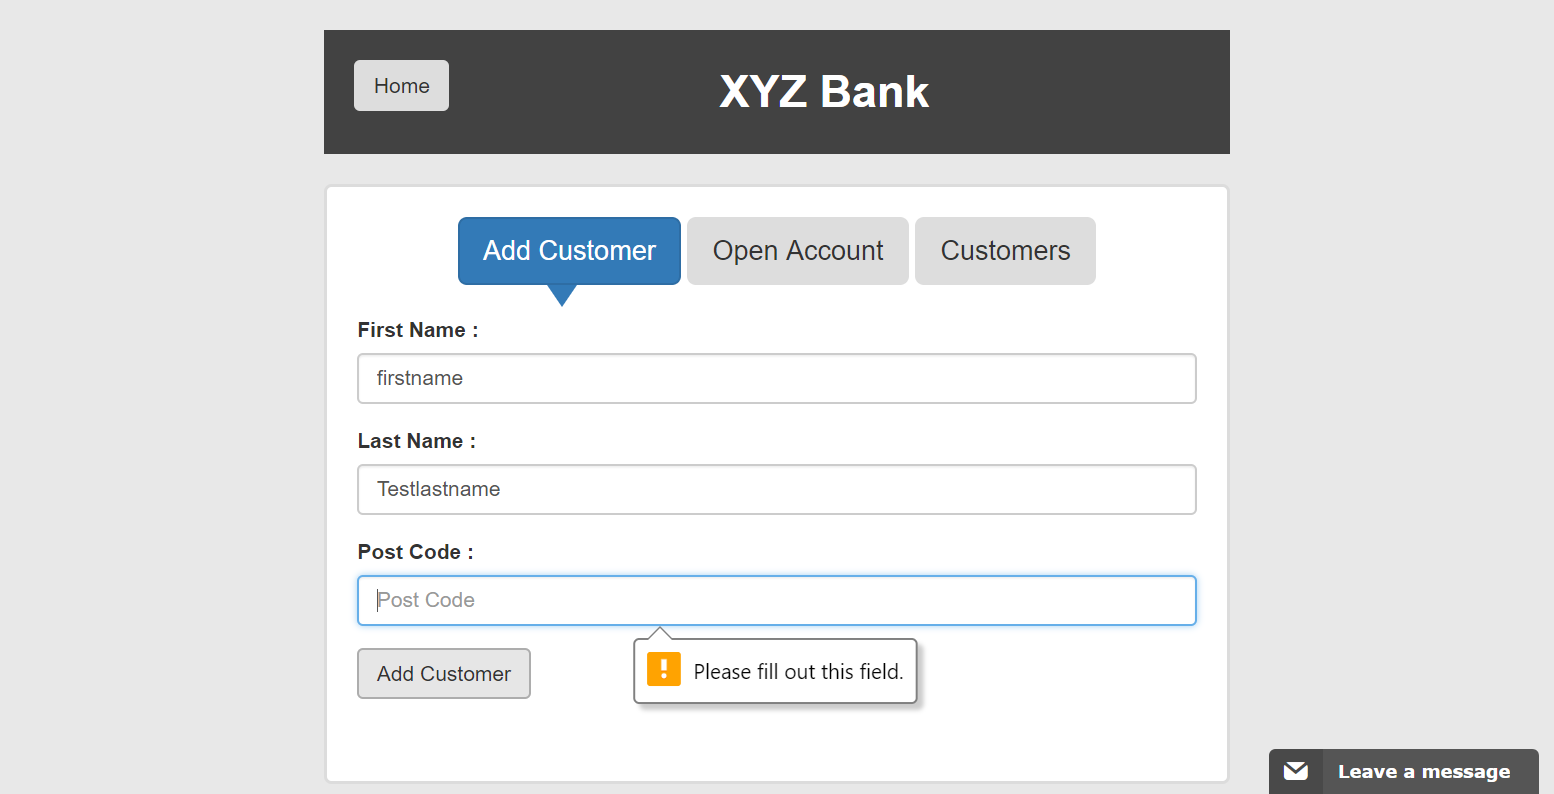 Home
XYZ Bank
Add Customer
Open Account
Customers
First Name :
firstname
Last Name :
Testlastname
Post Code :
Post Code
Add Customer
Please fill out this field.
Leave a message